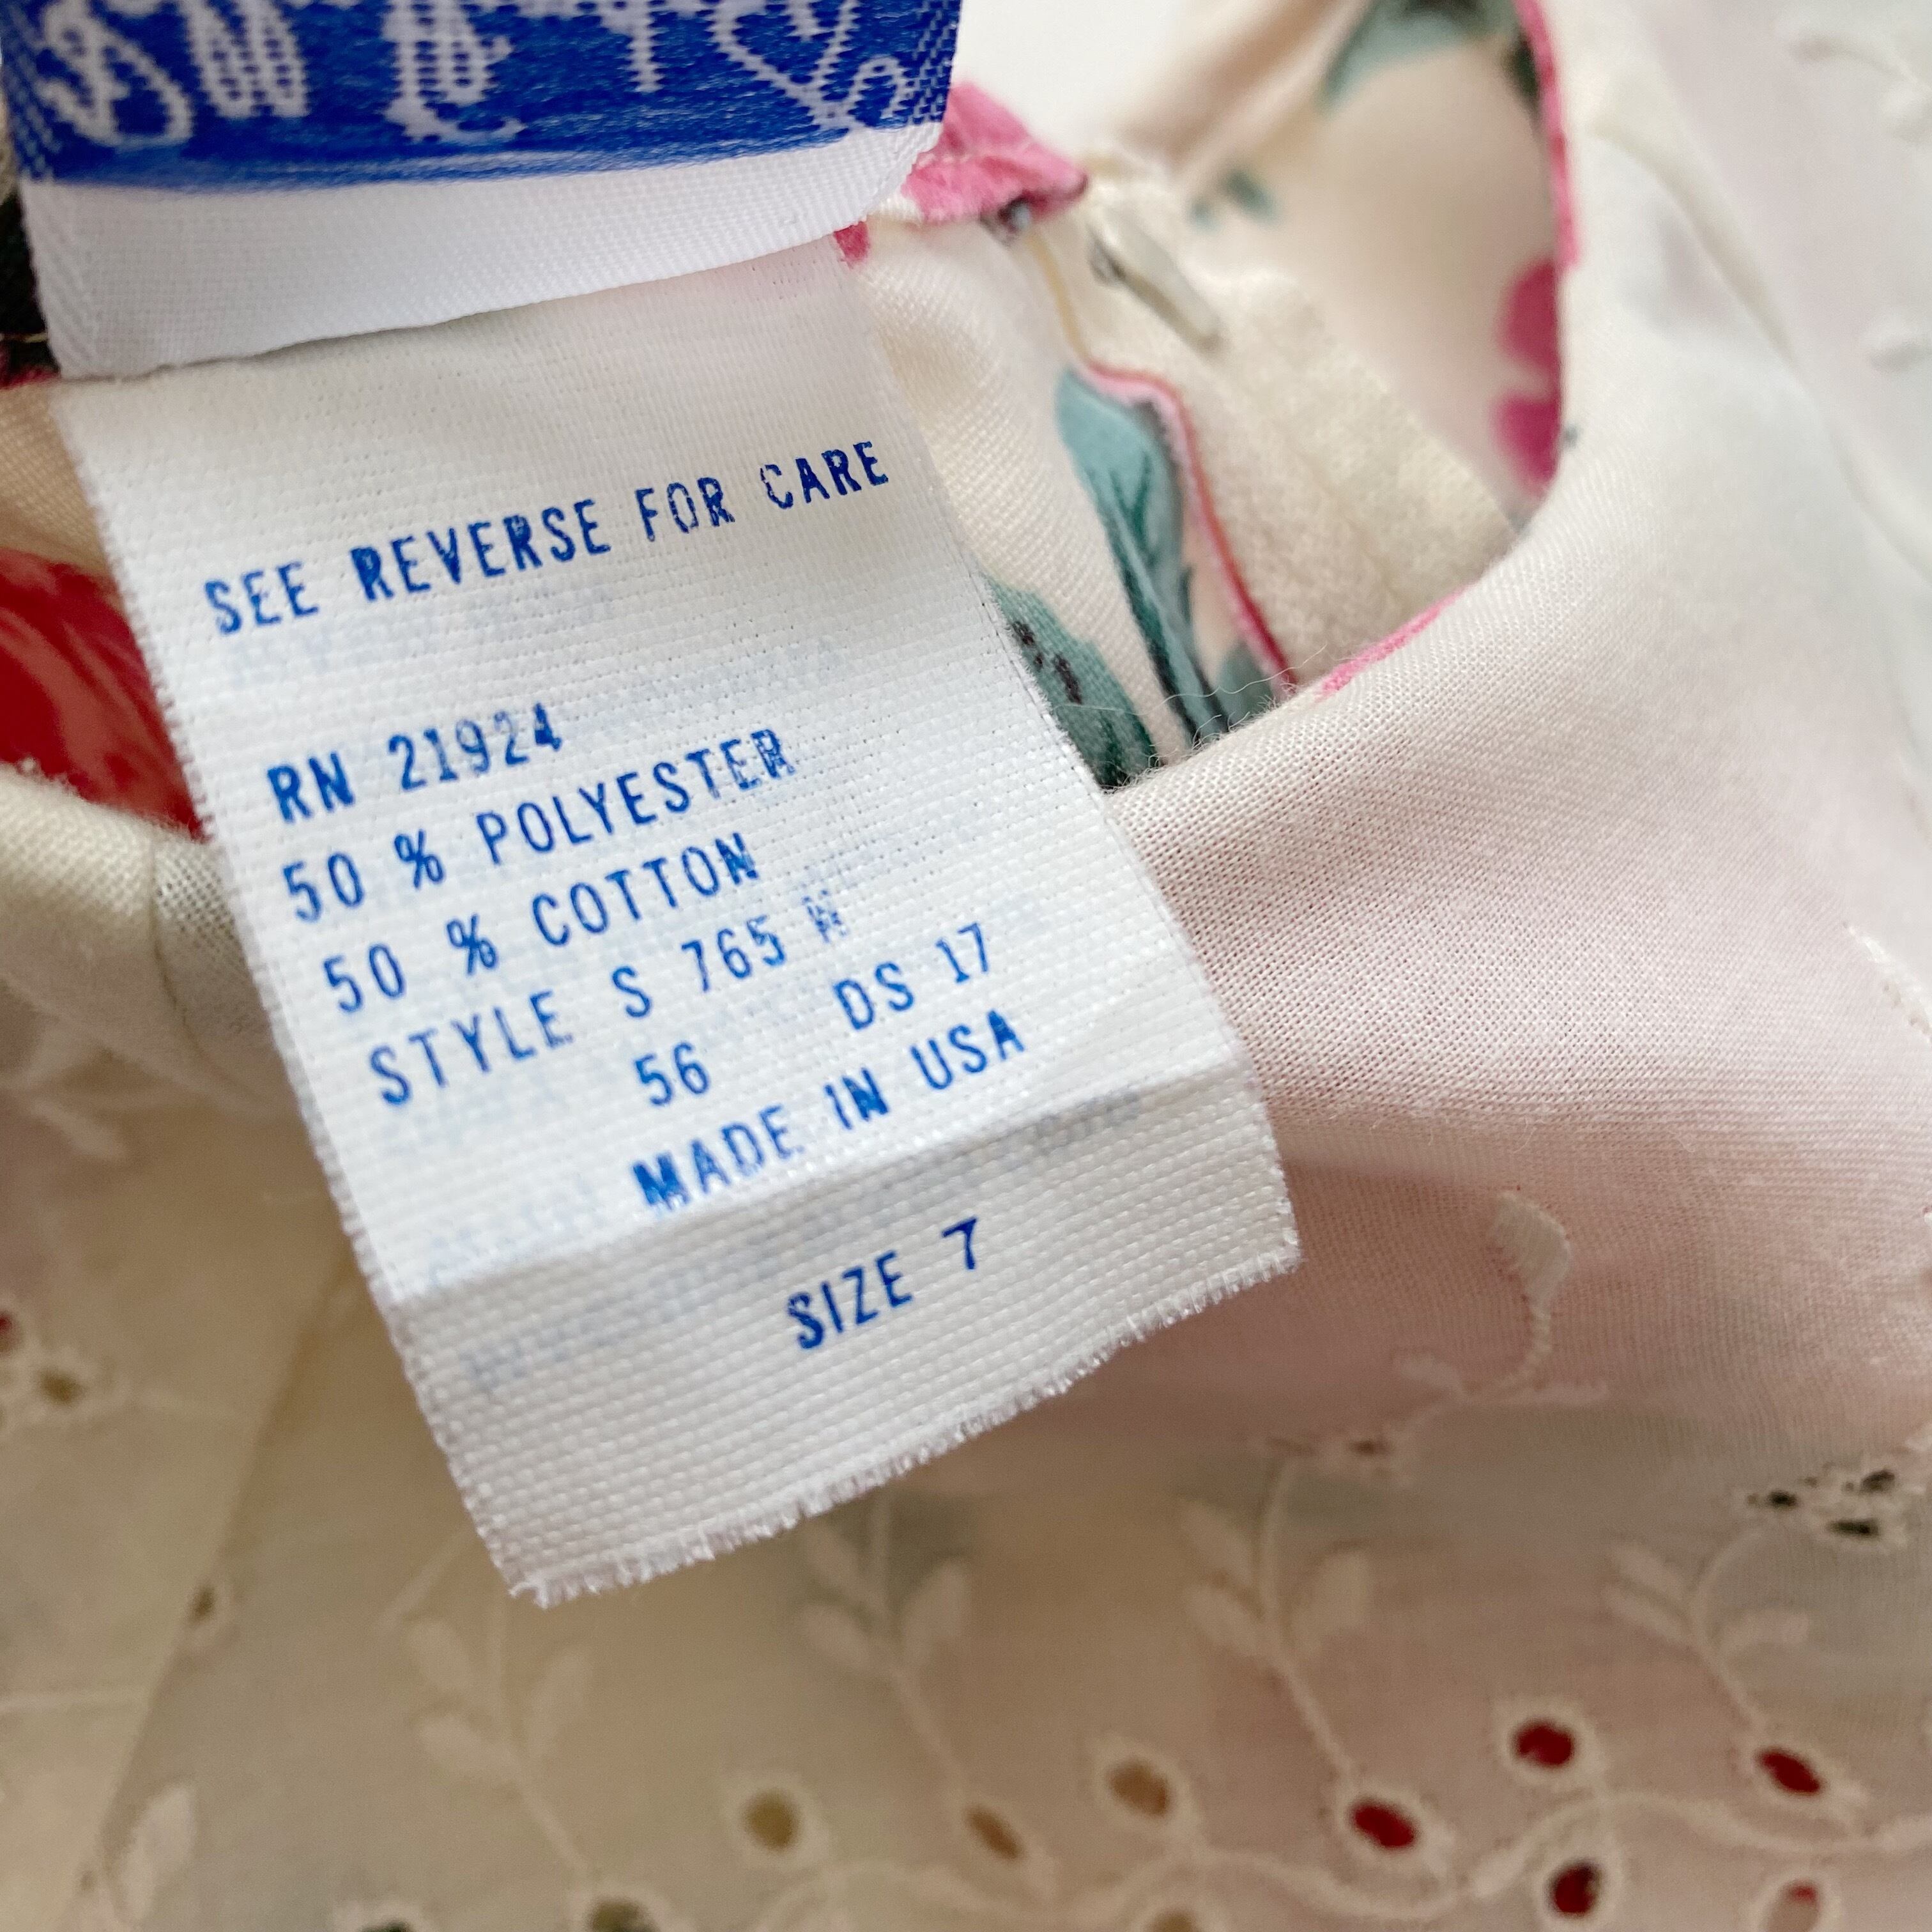 SEE REVERSE FOR CARE
RN 21924
50 % POLYESTER
50 % COTTON
STYLE S 765 N
56 DS 17
MADE IN USA
SIZE 7